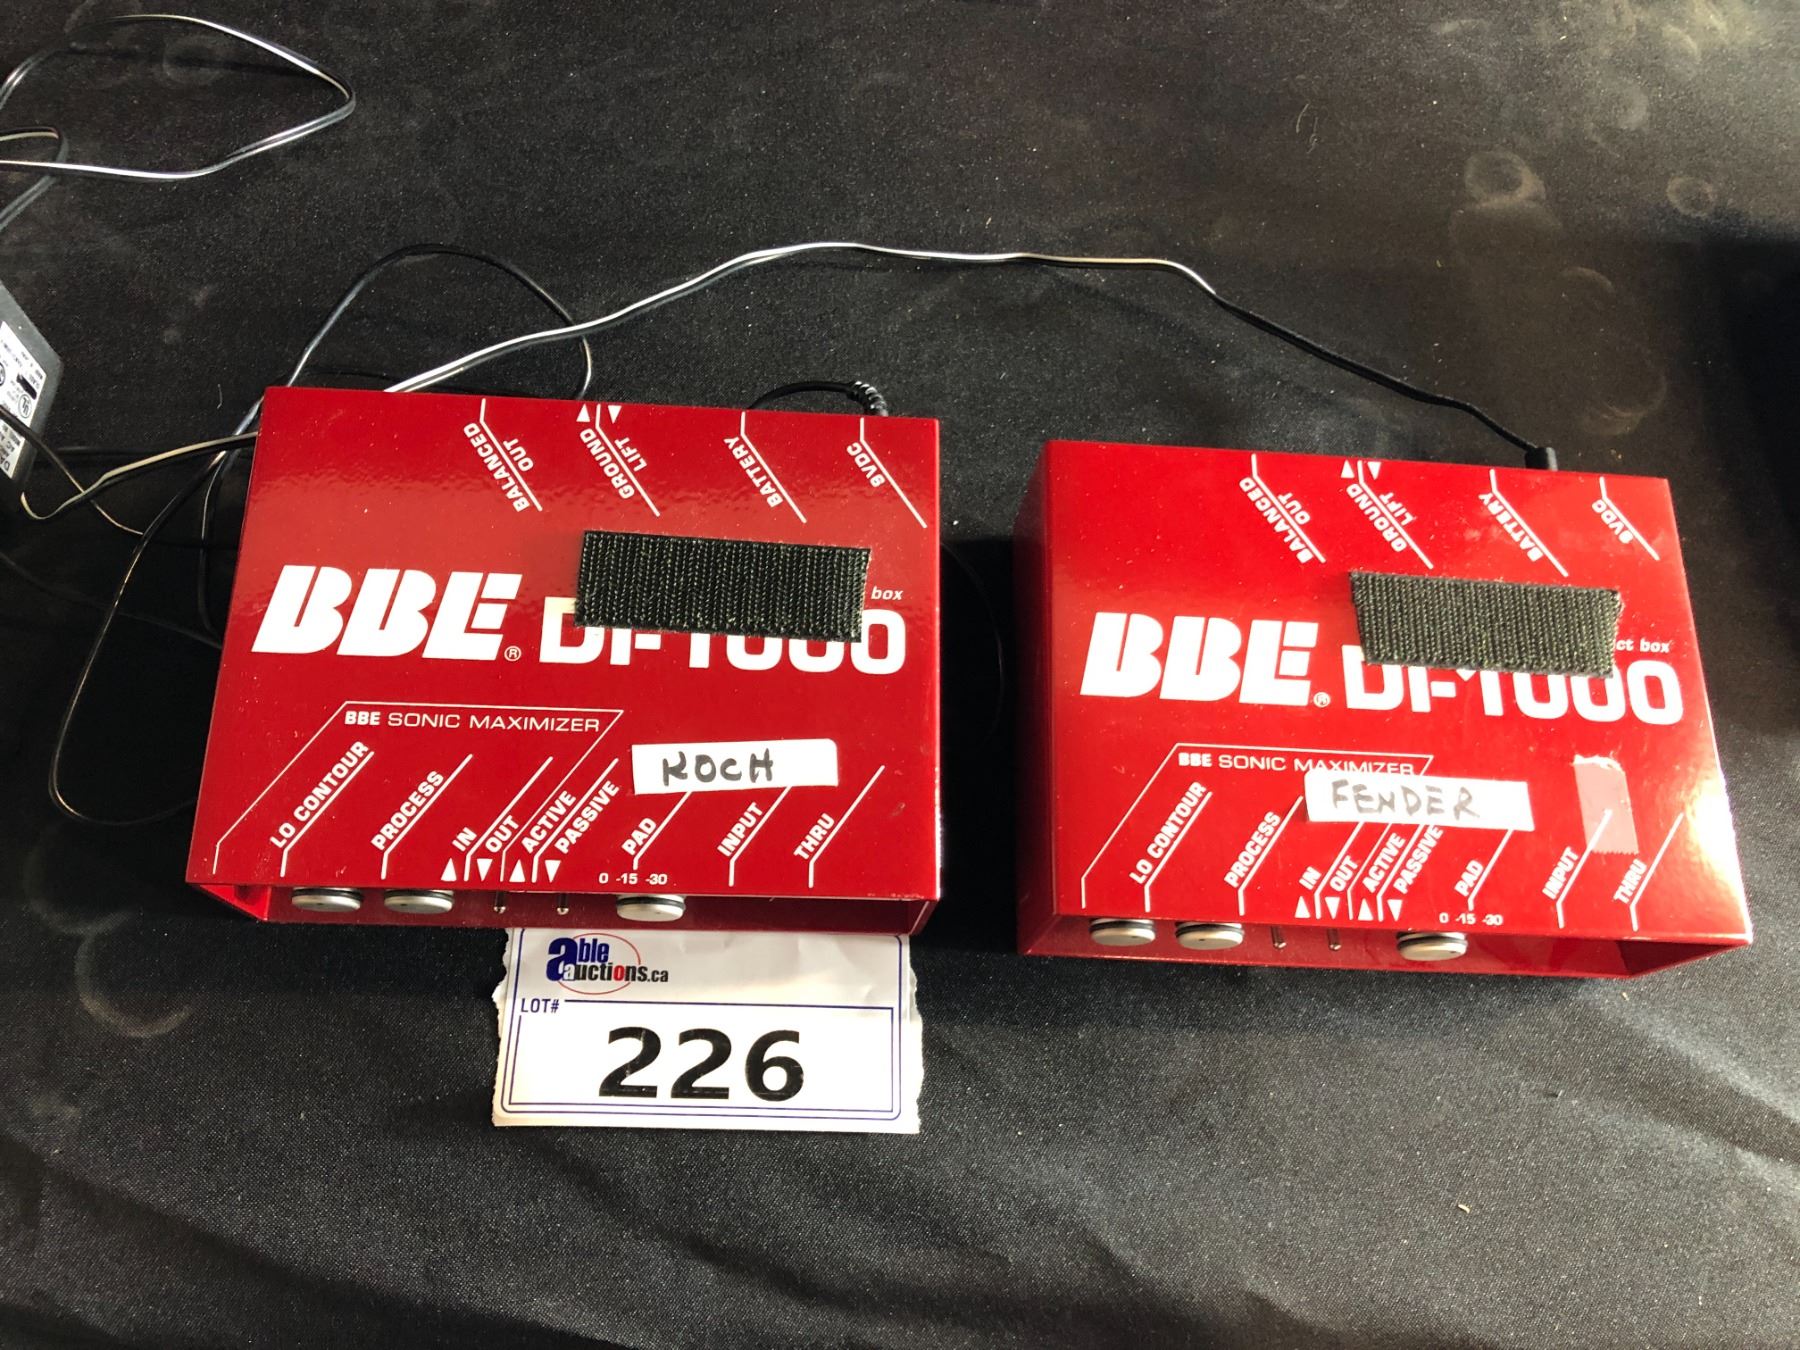 BALANCED
OUT
GROUND
LIFT
BATTERY
9VDC
BBE® DI-1000
box
BBE SONIC MAXIMIZER
KOCH
LO CONTOUR
PROCESS
IN
OUT
ACTIVE
PASSIVE
PAD
INPUT
THRU
0 -15 -30
BALANCED
OUT
GROUND
LIFT
BATTERY
9VDC
BBE® DI-1000
ct box
BBE SONIC MAXIMIZER
FENDER
LO CONTOUR
PROCESS
IN
OUT
ACTIVE
PASSIVE
PAD
INPUT
THRU
0 -15 -30
able
auctions.ca
LOT#
226